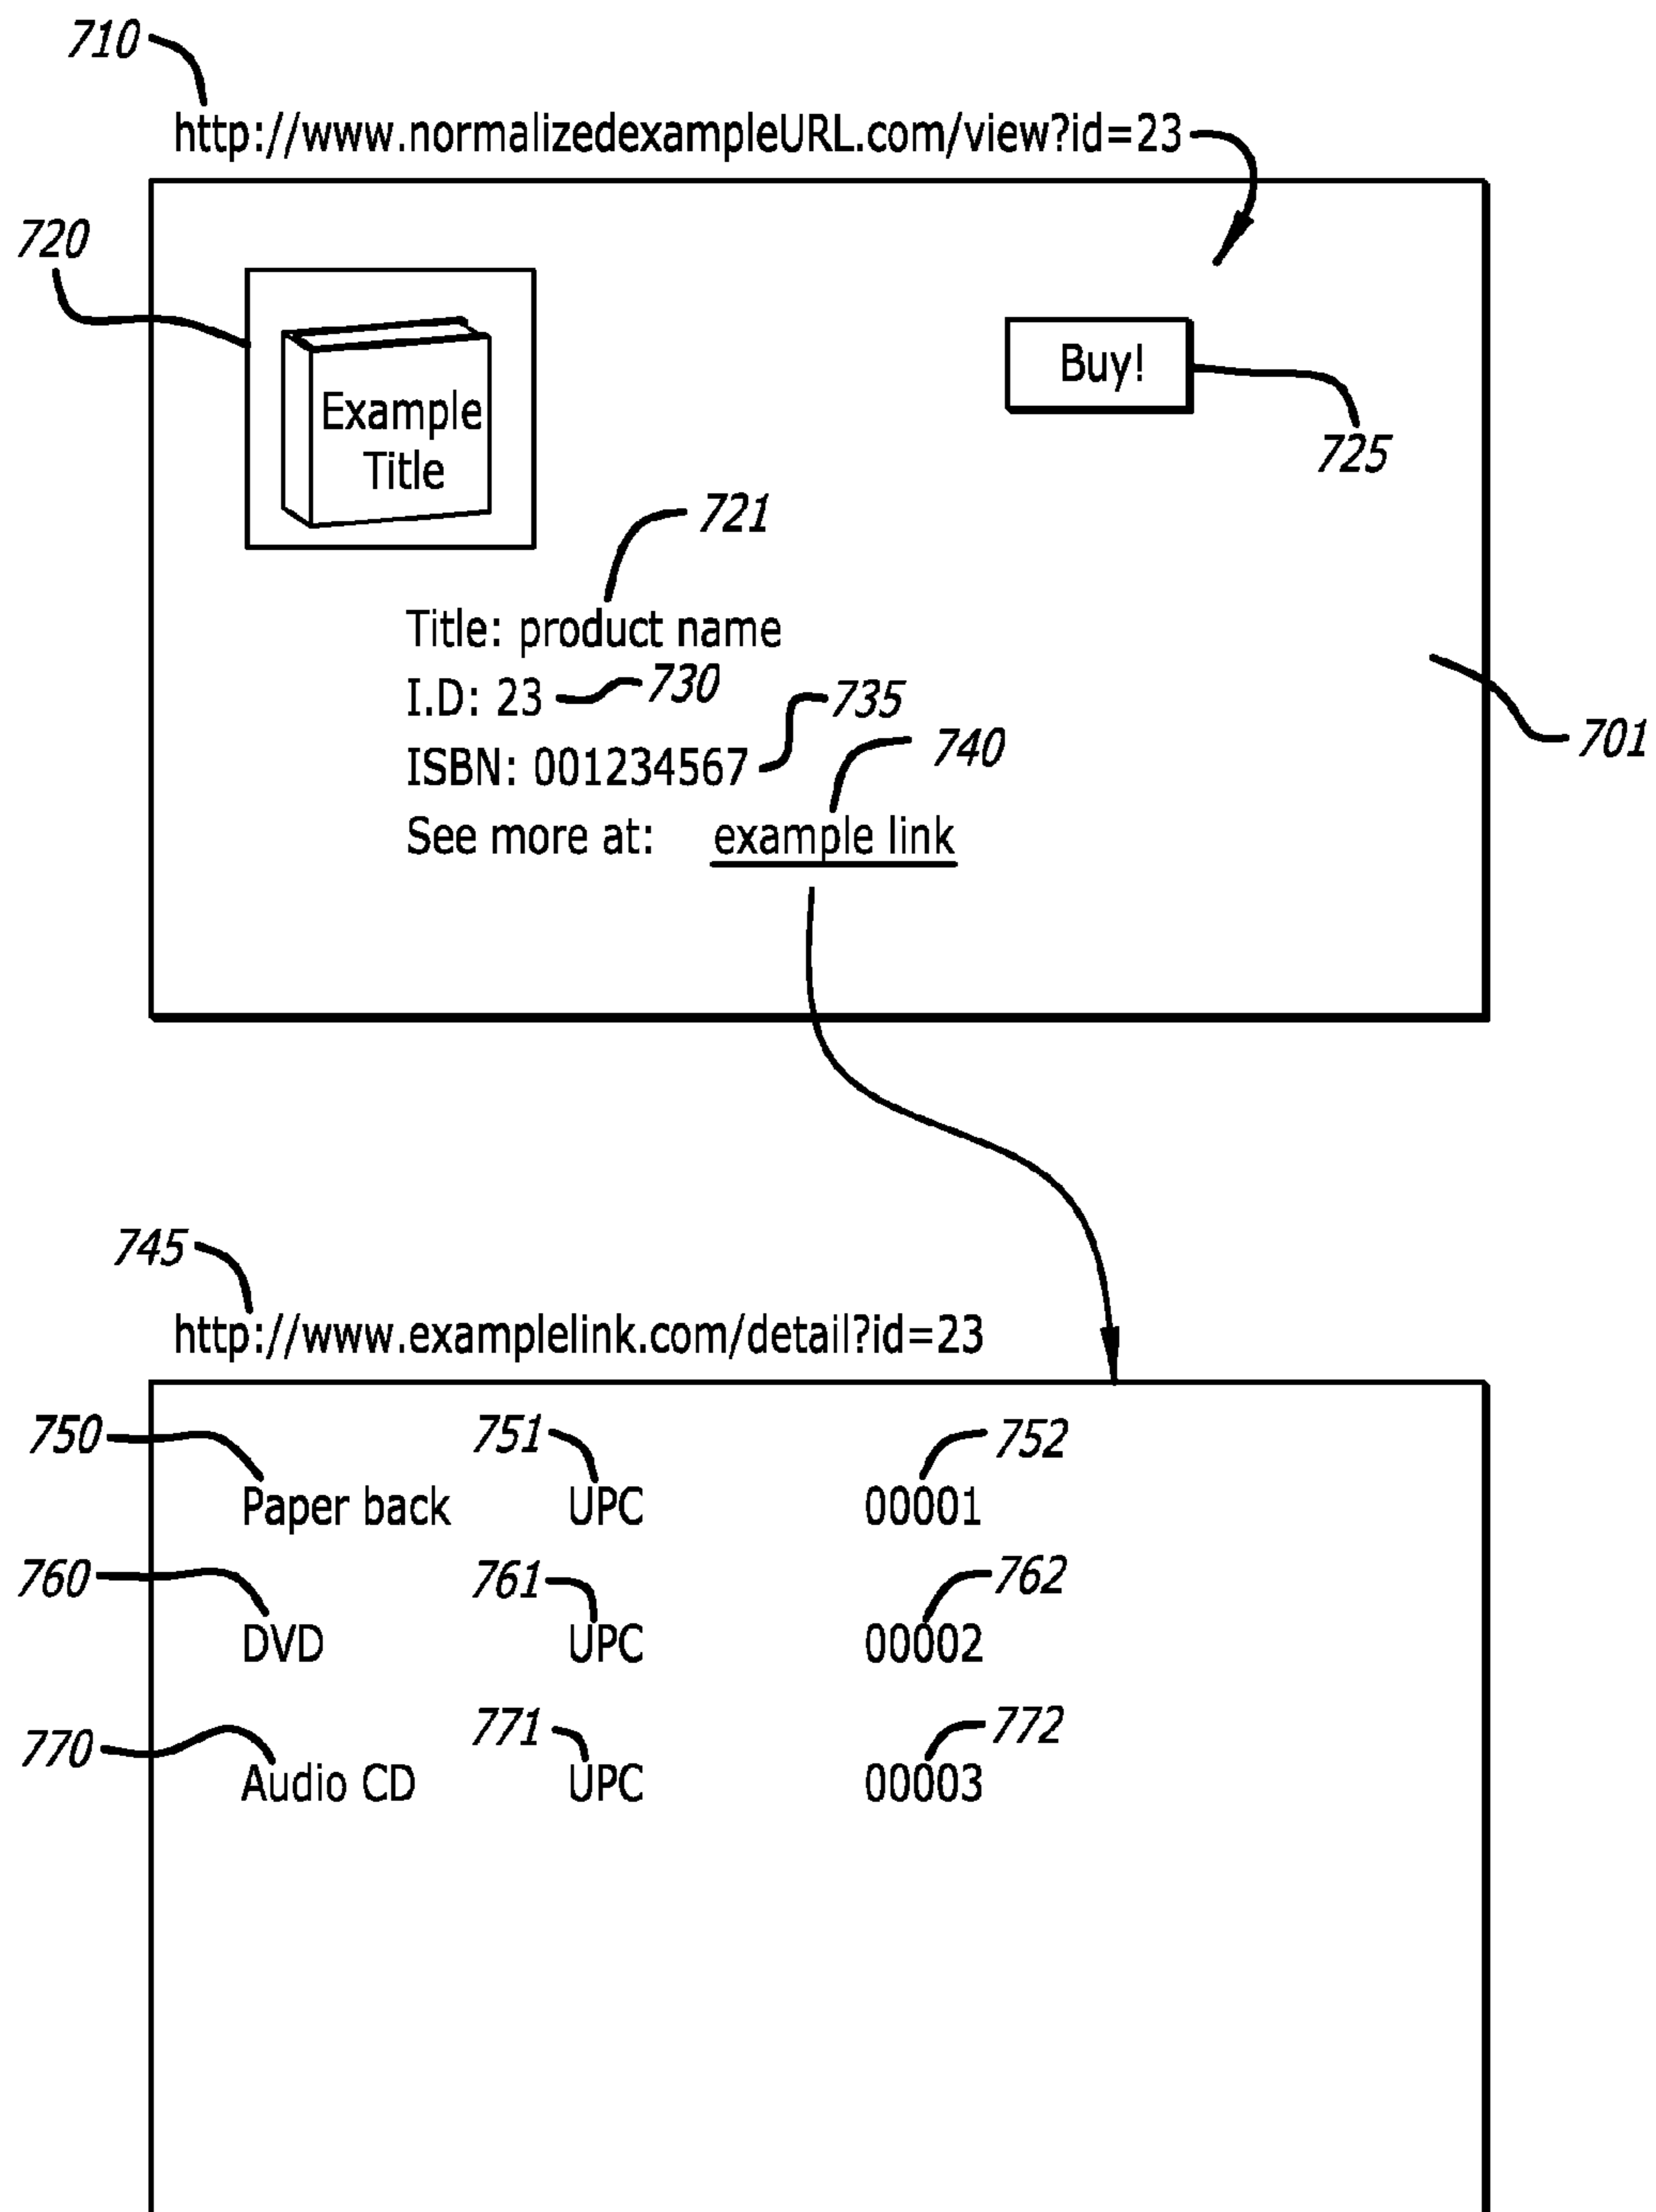 710
http://www.normalizedexampleURL.com/view?id=23
720
Example
Title
Buy!
725
721
Title: product name
I.D: 23 730
735
ISBN: 001234567
740
701
See more at: example link
745
http://www.examplelink.com/detail?id=23
750 751 752
Paper back UPC 00001
760 761 762
DVD UPC 00002
770 771 772
Audio CD UPC 00003